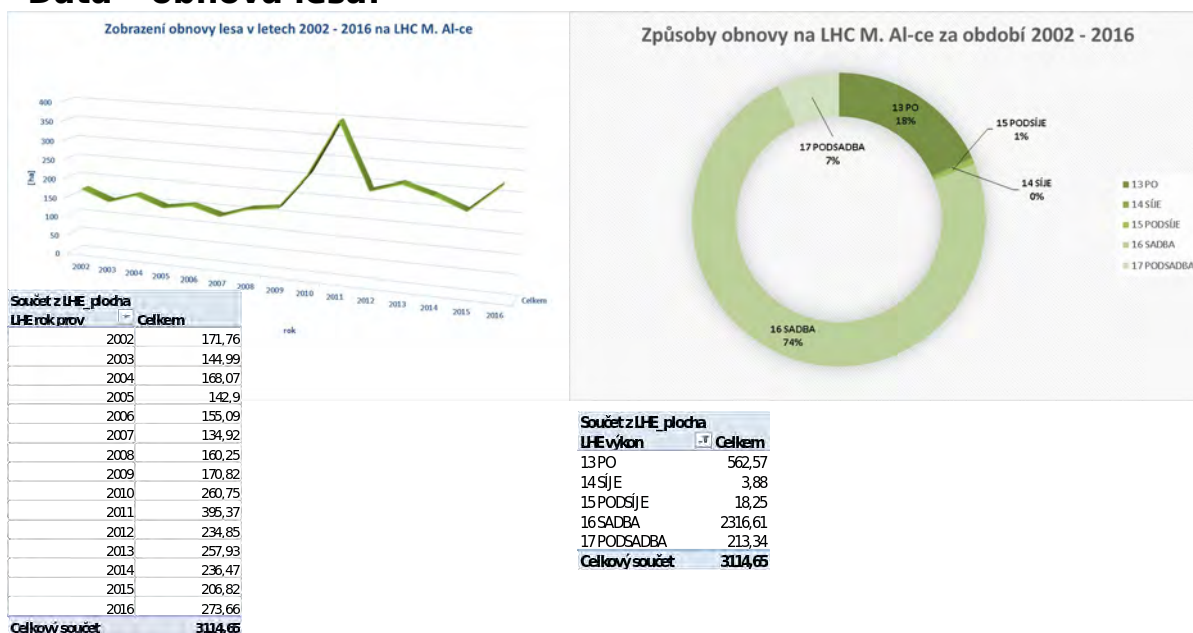 Data - obnova lesa:
Zobrazení obnovy lesa v letech 2002 - 2016 na LHC M. Al-ce
400
350
300
250
200
150
100
50
0
[ha]
2002 2003 2004 2005 2006 2007 2008 2009 2010 2011 2012 2013 2014 2015 2016
Celkem
rok
Způsoby obnovy na LHC M. Al-ce za období 2002 - 2016
13 PO
18%
15 PODSÍJE
1%
14 SÍJE
0%
17 PODSADBA
7%
16 SADBA
74%
13 PO
14 SÍJE
15 PODSÍJE
16 SADBA
17 PODSADBA
Součet z LHE_plocha
LHE rok prov Celkem
2002 171,76
2003 144,99
2004 168,07
2005 142,9
2006 155,09
2007 134,92
2008 160,25
2009 170,82
2010 260,75
2011 395,37
2012 234,85
2013 257,93
2014 236,47
2015 206,82
2016 273,66
Celkový součet 3114,65
Součet z LHE_plocha
LHE výkon Celkem
13 PO 562,57
14 SÍJE 3,88
15 PODSÍJE 18,25
16 SADBA 2316,61
17 PODSADBA 213,34
Celkový součet 3114,65